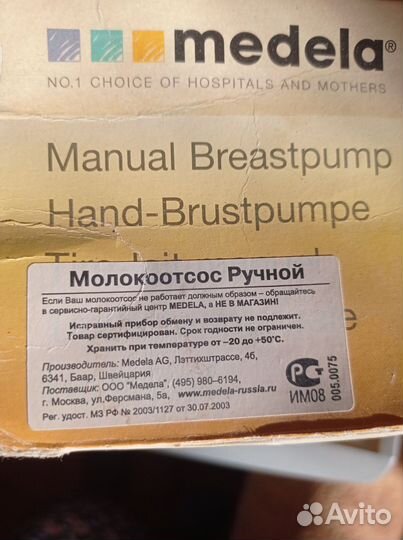 medela®
NO.1 CHOICE OF HOSPITALS AND MOTHERS
Manual Breastpump
Hand-Brustpumpe
Молокоотсос Ручной
Если Ваш молокоотсос не работает должным образом – обращайтесь
в сервисно-гарантийный центр MEDELA, а НЕ В МАГАЗИН!
Исправный прибор обмену и возврату не подлежит.
Товар сертифицирован. Срок годности не ограничен.
Хранить при температуре от –20 до +50°С.
Производитель: Medela AG, Лэттихштрассе, 4б,
6341, Баар, Швейцария
Поставщик: ООО "Медела", (495) 980–6194,
г. Москва, ул.Ферсмана, 5а, www.medela-russia.ru
Рег. удост. МЗ РФ № 2003/1127 от 30.07.2003
РСТ
ИМ08
005.0075
Avito